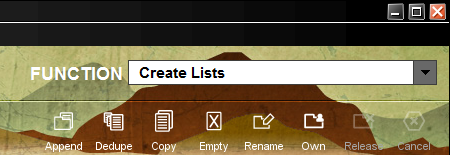 FUNCTION Create Lists
Append Dedupe Copy Empty Rename Own Release Cancel